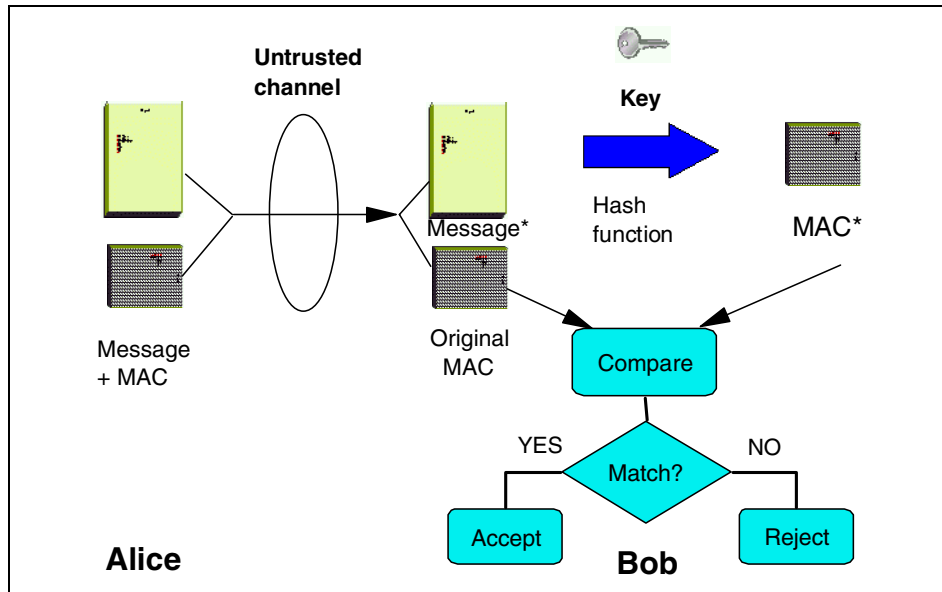 Untrusted
channel
Key
Hash
function
Message*
MAC*
Message
+ MAC
Original
MAC
Compare
YES
NO
Match?
Accept
Reject
Alice
Bob